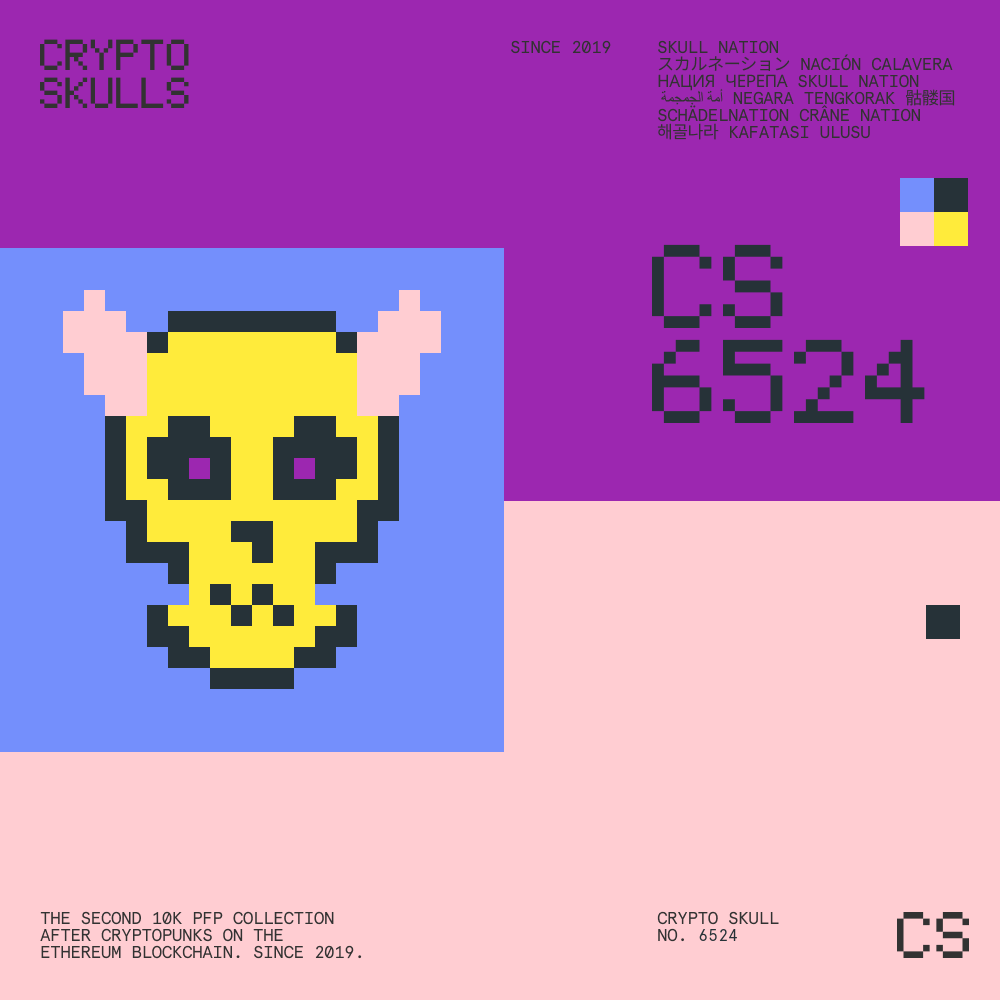 CRYPTO
SKULLS
SINCE 2019
SKULL NATION
スカルネーション NACIÓN CALAVERA
НАЦИЯ ЧЕРЕПА SKULL NATION
أمة الجمجمة NEGARA TENGKORAK 骷髅国
SCHÄDELNATION CRÂNE NATION
해골나라 KAFATASI ULUSU
CS
6524
THE SECOND 10K PFP COLLECTION
AFTER CRYPTOPUNKS ON THE
ETHEREUM BLOCKCHAIN. SINCE 2019.
CRYPTO SKULL
NO. 6524
CS